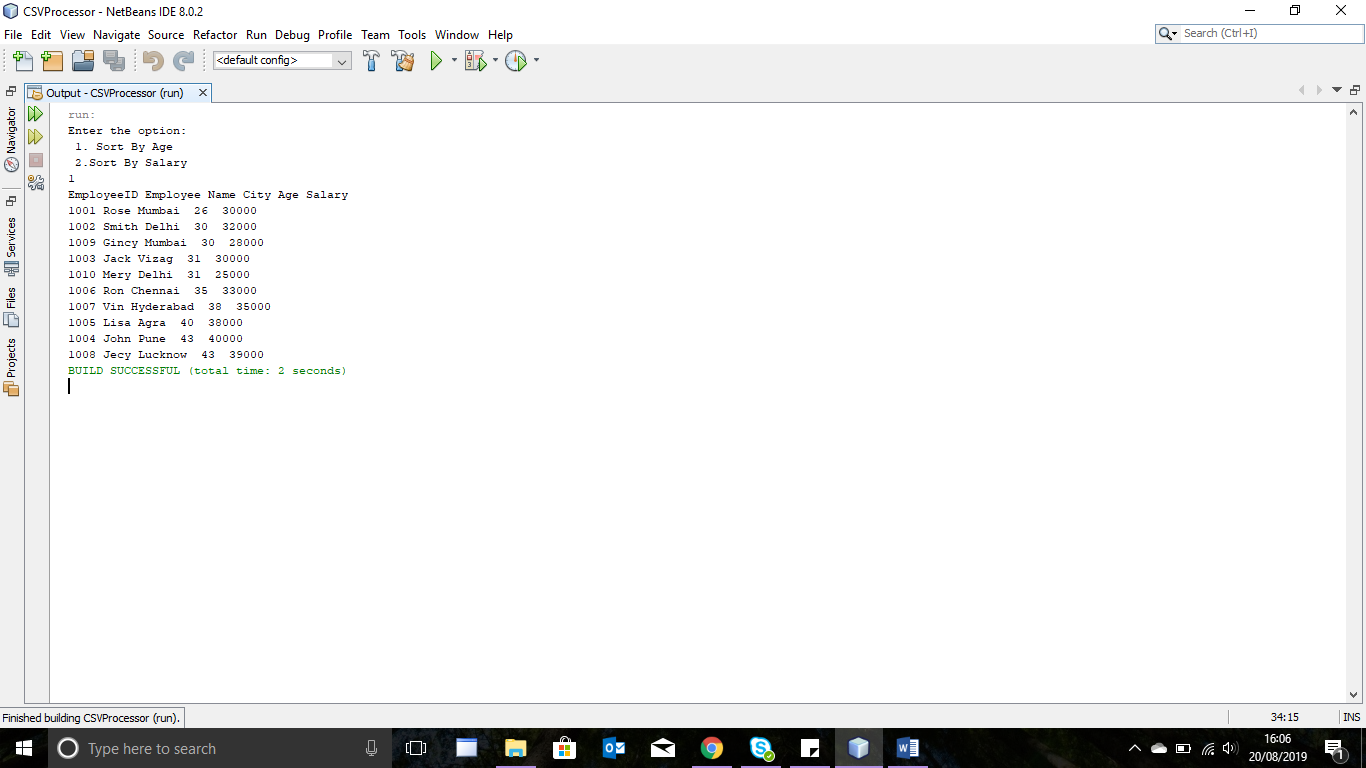 CSVProcessor - NetBeans IDE 8.0.2
File Edit View Navigate Source Refactor Run Debug Profile Team Tools Window Help
Search (Ctrl+I)
<default config>
Output - CSVProcessor (run)
Navigator
Services
Files
Projects
run:
Enter the option:
1. Sort By Age
2.Sort By Salary
1
EmployeeID Employee Name City Age Salary
1001 Rose Mumbai  26  30000
1002 Smith Delhi  30  32000
1009 Gincy Mumbai  30  28000
1003 Jack Vizag  31  30000
1010 Mery Delhi  31  25000
1006 Ron Chennai  35  33000
1007 Vin Hyderabad  38  35000
1005 Lisa Agra  40  38000
1004 John Pune  43  40000
1008 Jecy Lucknow  43  39000
BUILD SUCCESSFUL (total time: 2 seconds)
Finished building CSVProcessor (run).
34:15
INS
Type here to search
16:06
20/08/2019
1